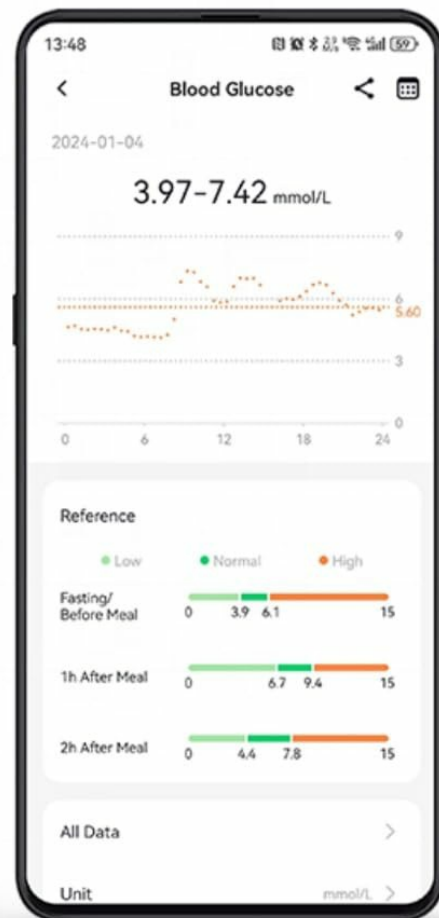 13:48
59
Blood Glucose
2024-01-04
3.97-7.42 mmol/L
9
6
5.60
3
0
0 6 12 18 24
Reference
Low Normal High
Fasting/
Before Meal
0 3.9 6.1 15
1h After Meal
0 6.7 9.4 15
2h After Meal
0 4.4 7.8 15
All Data
Unit mmol/L